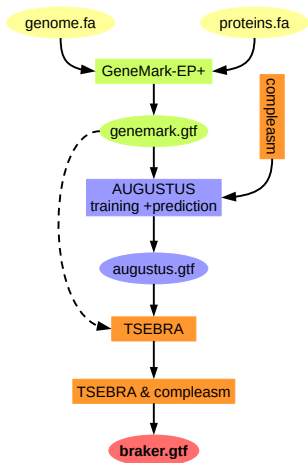 genome.fa
proteins.fa
GeneMark-EP+
compleasm
genemark.gtf
AUGUSTUS
training +prediction
augustus.gtf
TSEBRA
TSEBRA & compleasm
braker.gtf